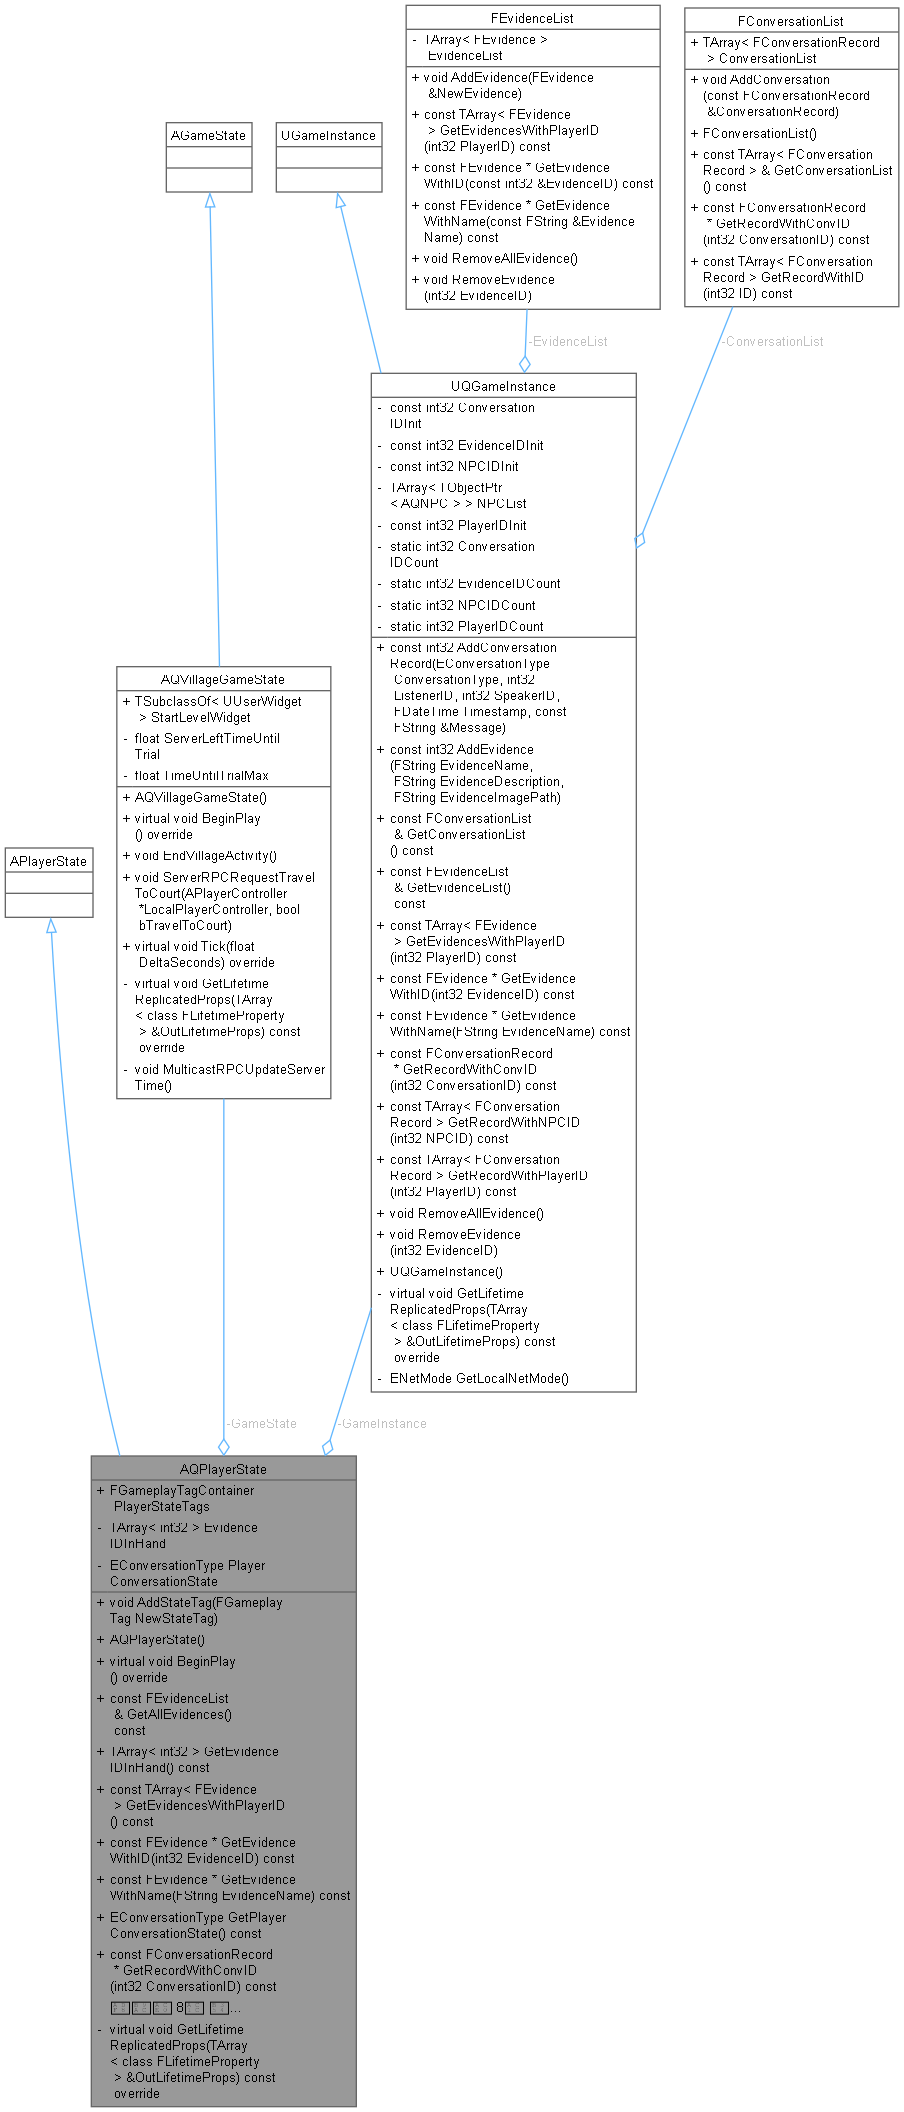 FEvidenceList
- TArray< FEvidence >
EvidenceList
+ void AddEvidence(FEvidence
&NewEvidence)
+ const TArray< FEvidence
> GetEvidencesWithPlayerID
(int32 PlayerID) const
+ const FEvidence * GetEvidence
WithID(const int32 &EvidenceID) const
+ const FEvidence * GetEvidence
WithName(const FString &Evidence
Name) const
+ void RemoveAllEvidence()
+ void RemoveEvidence
(int32 EvidenceID)
FConversationList
+ TArray< FConversationRecord
> ConversationList
+ void AddConversation
(const FConversationRecord
&ConversationRecord)
+ FConversationList()
+ const TArray< FConversation
Record > & GetConversationList
() const
+ const FConversationRecord
* GetRecordWithConvID
(int32 ConversationID) const
+ const TArray< FConversation
Record > GetRecordWithID
(int32 ID) const
AGameState
UGameInstance
-EvidenceList
-ConversationList
UQGameInstance
- const int32 Conversation
IDInit
- const int32 EvidenceIDInit
- const int32 NPCIDInit
- TArray< TObjectPtr
< AQNPC > > NPCList
- const int32 PlayerIDInit
- static int32 Conversation
IDCount
- static int32 EvidenceIDCount
- static int32 NPCIDCount
- static int32 PlayerIDCount
+ const int32 AddConversation
Record(EConversationType
ConversationType, int32
ListenerID, int32 SpeakerID,
FDateTime Timestamp, const
FString &Message)
+ const int32 AddEvidence
(FString EvidenceName,
FString EvidenceDescription,
FString EvidenceImagePath)
+ const FConversationList
& GetConversationList
() const
+ const FEvidenceList
& GetEvidenceList()
const
+ const TArray< FEvidence
> GetEvidencesWithPlayerID
(int32 PlayerID) const
+ const FEvidence * GetEvidence
WithID(int32 EvidenceID) const
+ const FEvidence * GetEvidence
WithName(FString EvidenceName) const
+ const FConversationRecord
* GetRecordWithConvID
(int32 ConversationID) const
+ const TArray< FConversation
Record > GetRecordWithNPCID
(int32 NPCID) const
+ const TArray< FConversation
Record > GetRecordWithPlayerID
(int32 PlayerID) const
+ void RemoveAllEvidence()
+ void RemoveEvidence
(int32 EvidenceID)
+ UQGameInstance()
- virtual void GetLifetime
ReplicatedProps(TArray
< class FLifetimeProperty
> &OutLifetimeProps) const
override
- ENetMode GetLocalNetMode()
AQVillageGameState
+ TSubclassOf< UUserWidget
> StartLevelWidget
- float ServerLeftTimeUntil
Trial
- float TimeUntilTrialMax
+ AQVillageGameState()
+ virtual void BeginPlay
() override
+ void EndVillageActivity()
+ void ServerRPCRequestTravel
ToCourt(APlayerController
*LocalPlayerController, bool
bTravelToCourt)
+ virtual void Tick(float
DeltaSeconds) override
- virtual void GetLifetime
ReplicatedProps(TArray
< class FLifetimeProperty
> &OutLifetimeProps) const
override
- void MulticastRPCUpdateServer
Time()
APlayerState
-GameState
-GameInstance
AQPlayerState
+ FGameplayTagContainer
PlayerStateTags
- TArray< int32 > Evidence
IDInHand
- EConversationType Player
ConversationState
+ void AddStateTag(FGameplay
Tag NewStateTag)
+ AQPlayerState()
+ virtual void BeginPlay
() override
+ const FEvidenceList
& GetAllEvidences()
const
+ TArray< int32 > GetEvidence
IDInHand() const
+ const TArray< FEvidence
> GetEvidencesWithPlayerID
() const
+ const FEvidence * GetEvidence
WithID(int32 EvidenceID) const
+ const FEvidence * GetEvidence
WithName(FString EvidenceName) const
+ EConversationType GetPlayer
ConversationState() const
+ const FConversationRecord
* GetRecordWithConvID
(int32 ConversationID) const
8 ...
- virtual void GetLifetime
ReplicatedProps(TArray
< class FLifetimeProperty
> &OutLifetimeProps) const
override